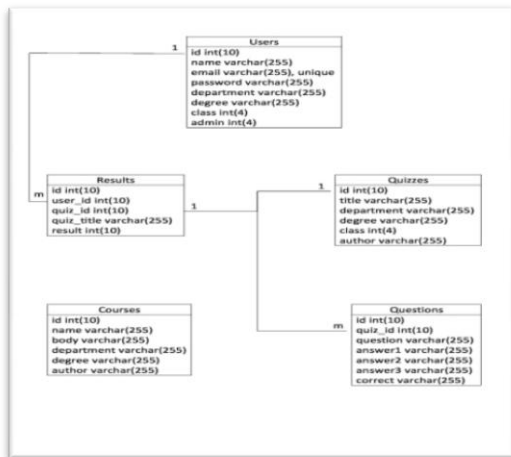 Users
id int(10)
name varchar(255)
email varchar(255), unique
password varchar(255)
department varchar(255)
degree varchar(255)
class int(4)
admin int(4)
1
m
Results
id int(10)
user_id int(10)
quiz_id int(10)
quiz_title varchar(255)
result int(10)
1
1
Quizzes
id int(10)
title varchar(255)
department varchar(255)
degree varchar(255)
class int(4)
author varchar(255)
Courses
id int(10)
name varchar(255)
body varchar(255)
department varchar(255)
degree varchar(255)
author varchar(255)
m
Questions
id int(10)
quiz_id int(10)
question varchar(255)
answer1 varchar(255)
answer2 varchar(255)
answer3 varchar(255)
correct varchar(255)